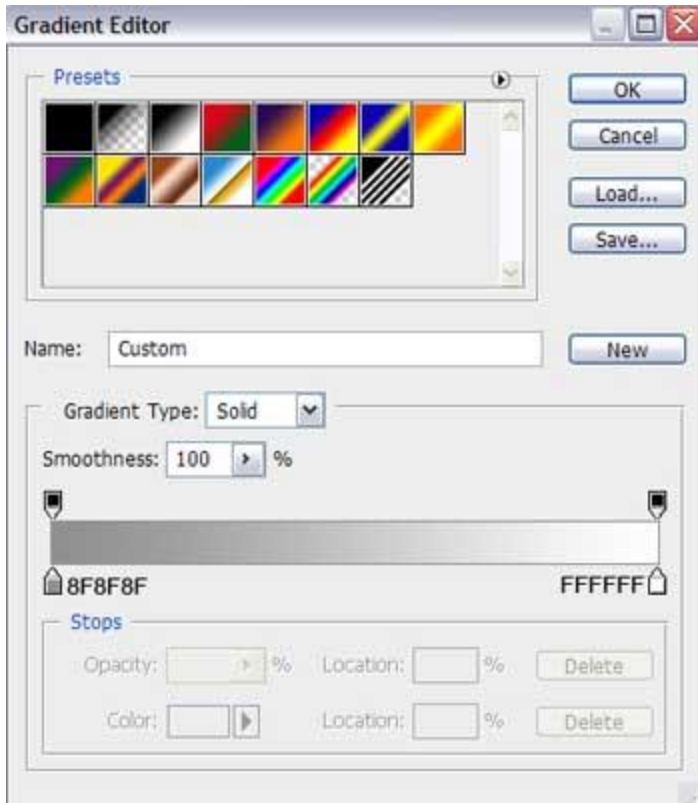 Gradient Editor
Presets
OK
Cancel
Load...
Save...
Name: Custom New
Gradient Type: Solid
Smoothness: 100 %
8F8F8F FFFFFF
Stops
Opacity: % Location: % Delete
Color: Location: % Delete